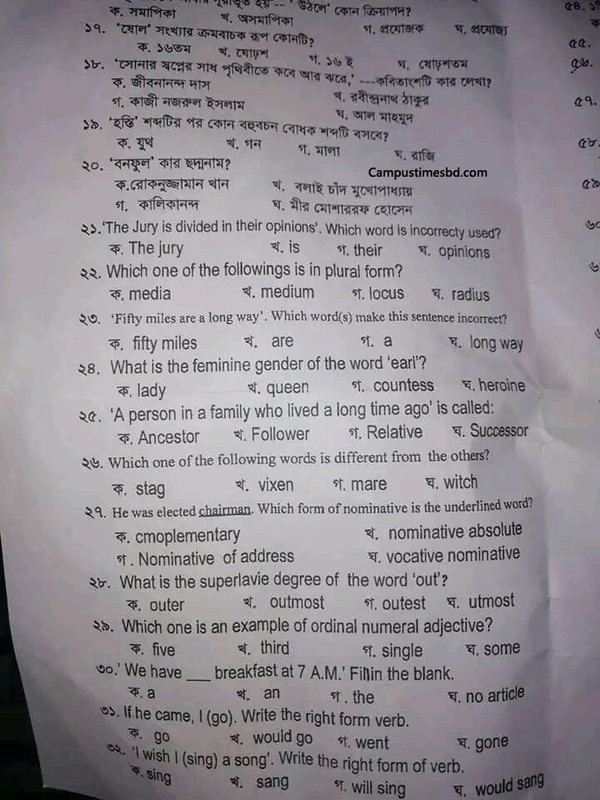 উঠলে' কোন ক্রিয়াপদ?
ক. সমাপিকা খ. অসমাপিকা গ. প্রযোজক ঘ. প্রযোজ্য
১৭. 'ষোল' সংখ্যার ক্রমবাচক রূপ কোনটি?
ক. ১৬তম খ. ষোড়শ গ. ১৬ ই ঘ. ষোড়শতম
১৮. 'সোনার স্বপ্নের সাধ পৃথিবীতে কবে আর ঝরে,' ---কবিতাংশটি কার লেখা?
ক. জীবনানন্দ দাস খ. রবীন্দ্রনাথ ঠাকুর
গ. কাজী নজরুল ইসলাম ঘ. আল মাহমুদ
১৯. 'হস্তি' শব্দটির পর কোন বহুবচন বোধক শব্দটি বসবে?
ক. যুথ খ. গন গ. মালা ঘ. রাজি
২০. 'বনফুল' কার ছদ্মনাম?
Campustimesbd.com
ক.রোকনুজ্জামান খান খ. বলাই চাঁদ মুখোপাধ্যায়
গ. কালিকানন্দ ঘ. মীর মোশাররফ হোসেন
২১.'The Jury is divided in their opinions'. Which word is incorrecty used?
ক. The jury খ. is গ. their ঘ. opinions
২২. Which one of the followings is in plural form?
ক. media খ. medium গ. locus ঘ. radius
২৩. 'Fifty miles are a long way'. Which word(s) make this sentence incorrect?
ক. fifty miles খ. are গ. a ঘ. long way
২৪. What is the feminine gender of the word 'earl'?
ক. lady খ. queen গ. countess ঘ. heroine
২৫. 'A person in a family who lived a long time ago' is called:
ক. Ancestor খ. Follower গ. Relative ঘ. Successor
২৬. Which one of the following words is different from the others?
ক. stag খ. vixen গ. mare ঘ. witch
২৭. He was elected chairman. Which form of nominative is the underlined word?
ক. cmoplementary খ. nominative absolute
গ . Nominative of address ঘ. vocative nominative
২৮. What is the superlavie degree of the word 'out'?
ক. outer খ. outmost গ. outest ঘ. utmost
২৯. Which one is an example of ordinal numeral adjective?
ক. five খ. third গ. single ঘ. some
৩০.' We have ___ breakfast at 7 A.M.' Fill in the blank.
ক. a খ. an গ . the ঘ. no article
৩১. If he came, I (go). Write the right form verb.
ক. go খ. would go গ. went ঘ. gone
৩২. 'I wish I (sing) a song'. Write the right form of verb.
ক. sing খ. sang গ. will sing ঘ. would sang
৫৫.
৫৬.
৫৭.